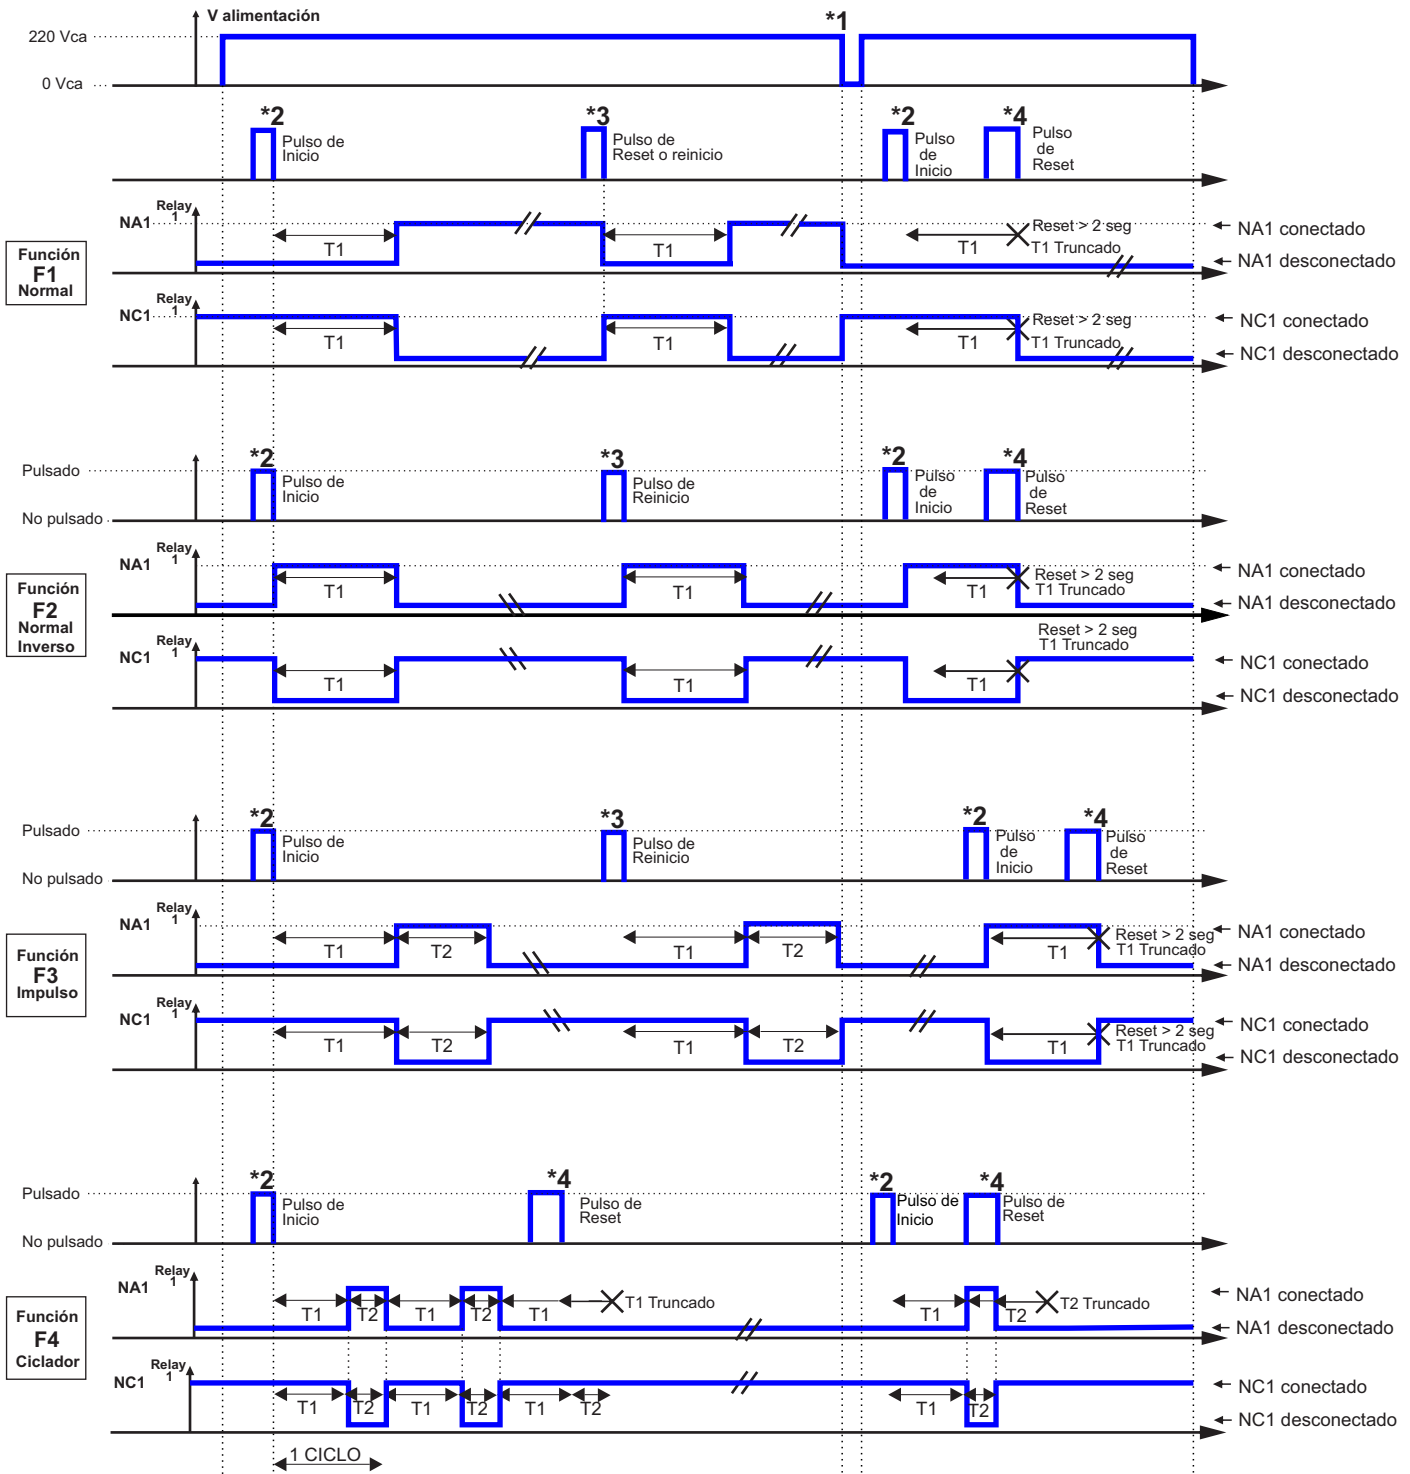 V alimentación
*1
220 Vca
0 Vca
*2
Pulso de
Inicio
*3
Pulso de
Reset o reinicio
*2
Pulso
de
Inicio
*4
Pulso
de
Reset
Función
F1
Normal
NA1
Relay
1
T1
T1
T1
Reset > 2 seg
T1 Truncado
NA1 conectado
NA1 desconectado
NC1
Relay
1
T1
T1
T1
Reset > 2 seg
T1 Truncado
NC1 conectado
NC1 desconectado
Pulsado
No pulsado
*2
Pulso de
Inicio
*3
Pulso de
Reinicio
*2
Pulso
de
Inicio
*4
Pulso
de
Reset
Función
F2
Normal
Inverso
NA1
Relay
1
T1
T1
T1
Reset > 2 seg
T1 Truncado
NA1 conectado
NA1 desconectado
NC1
Relay
1
T1
T1
T1
Reset > 2 seg
T1 Truncado
NC1 conectado
NC1 desconectado
Pulsado
No pulsado
*2
Pulso de
Inicio
*3
Pulso de
Reinicio
*2
Pulso
de
Inicio
*4
Pulso
de
Reset
Función
F3
Impulso
NA1
Relay
1
T1
T2
T1
T2
T1
Reset > 2 seg
T1 Truncado
NA1 conectado
NA1 desconectado
NC1
Relay
1
T1
T2
T1
T2
T1
Reset > 2 seg
T1 Truncado
NC1 conectado
NC1 desconectado
Pulsado
No pulsado
*2
Pulso de
Inicio
*4
Pulso de
Reset
*2
Pulso de
Inicio
*4
Pulso de
Reset
Función
F4
Ciclador
NA1
Relay
1
T1
T2
T1
T2
T1
T1 Truncado
T1
T2
T2 Truncado
NA1 conectado
NA1 desconectado
NC1
Relay
1
T1
T2
T1
T2
T1
T2
T1
T2
NC1 conectado
NC1 desconectado
1 CICLO